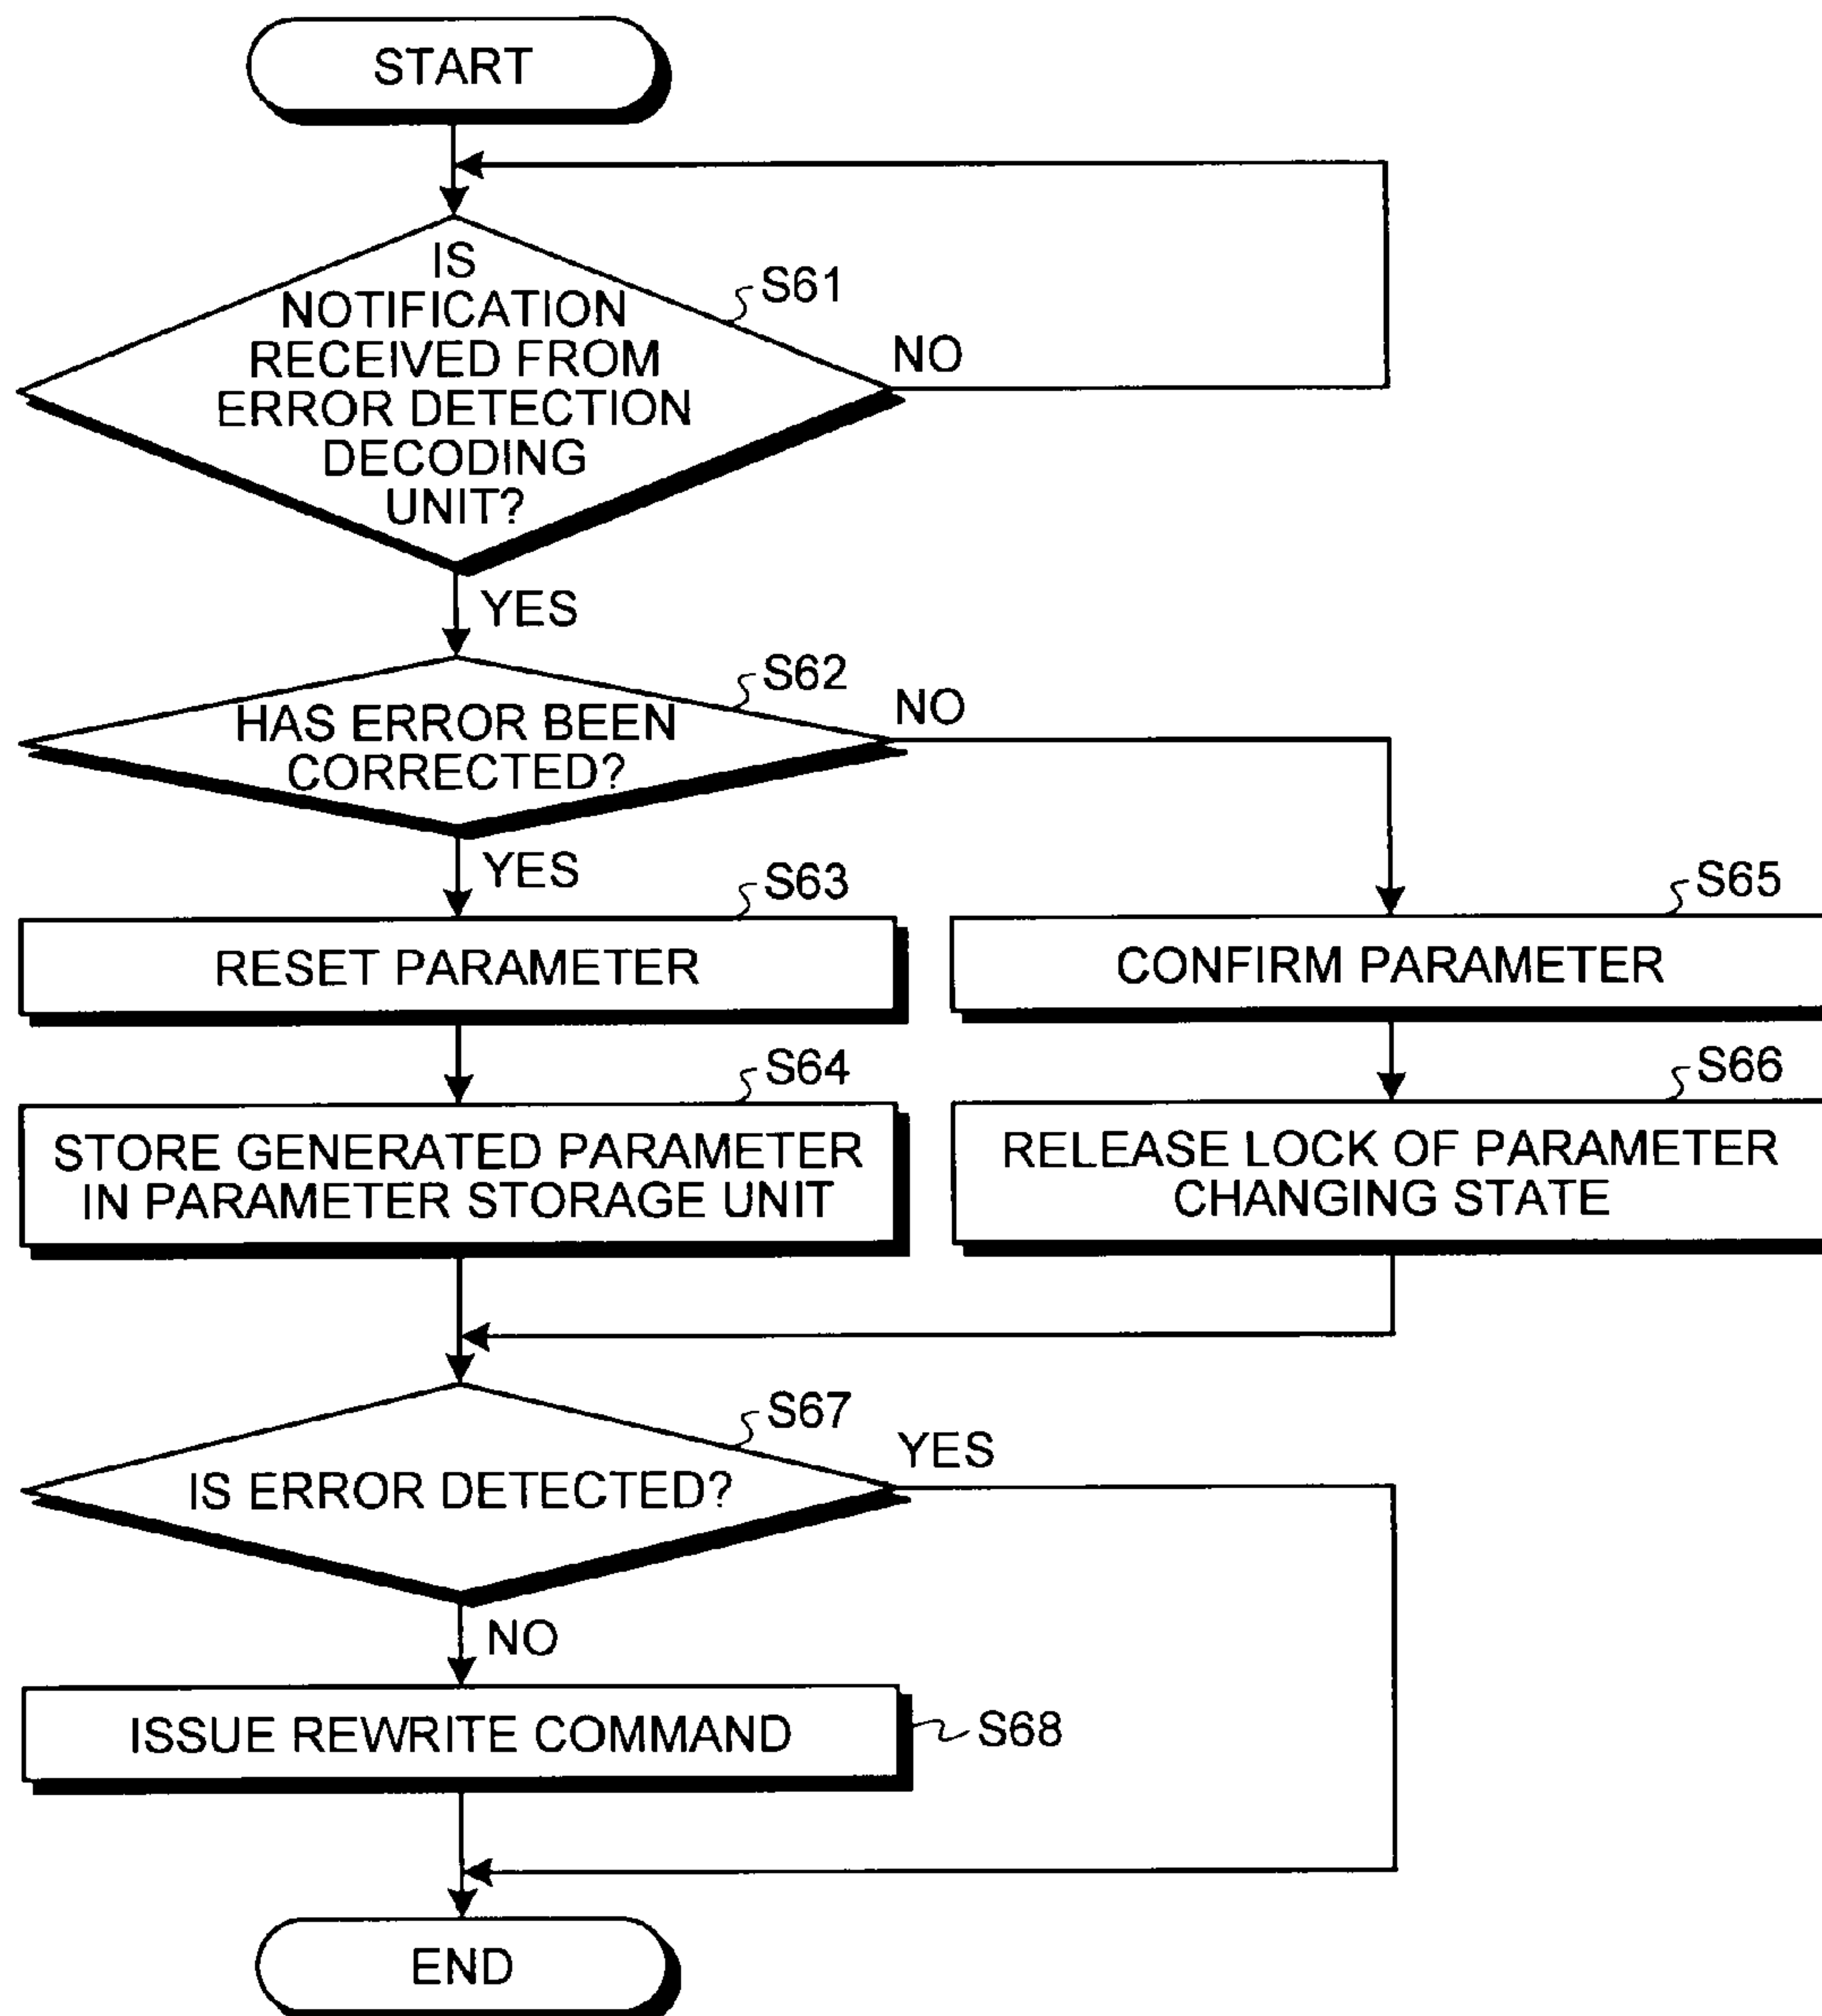 START
IS
NOTIFICATION
RECEIVED FROM
ERROR DETECTION
DECODING
UNIT?
S61
NO
YES
HAS ERROR BEEN
CORRECTED?
S62
NO
YES
S63
RESET PARAMETER
S65
CONFIRM PARAMETER
S64
STORE GENERATED PARAMETER
IN PARAMETER STORAGE UNIT
S66
RELEASE LOCK OF PARAMETER
CHANGING STATE
S67
IS ERROR DETECTED?
YES
NO
ISSUE REWRITE COMMAND
S68
END